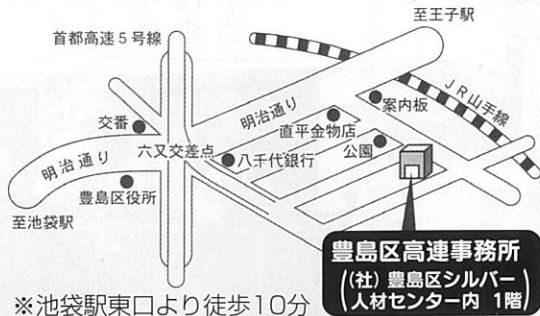 至王子駅
首都高速5号線
JR山手線
明治通り
案内板
交番
直平金物店
六又交差点
公園
明治通り
八千代銀行
豊島区役所
至池袋駅
豊島区高連事務所
((社)豊島区シルバー
人材センター内 1階)
※池袋駅東口より徒歩10分